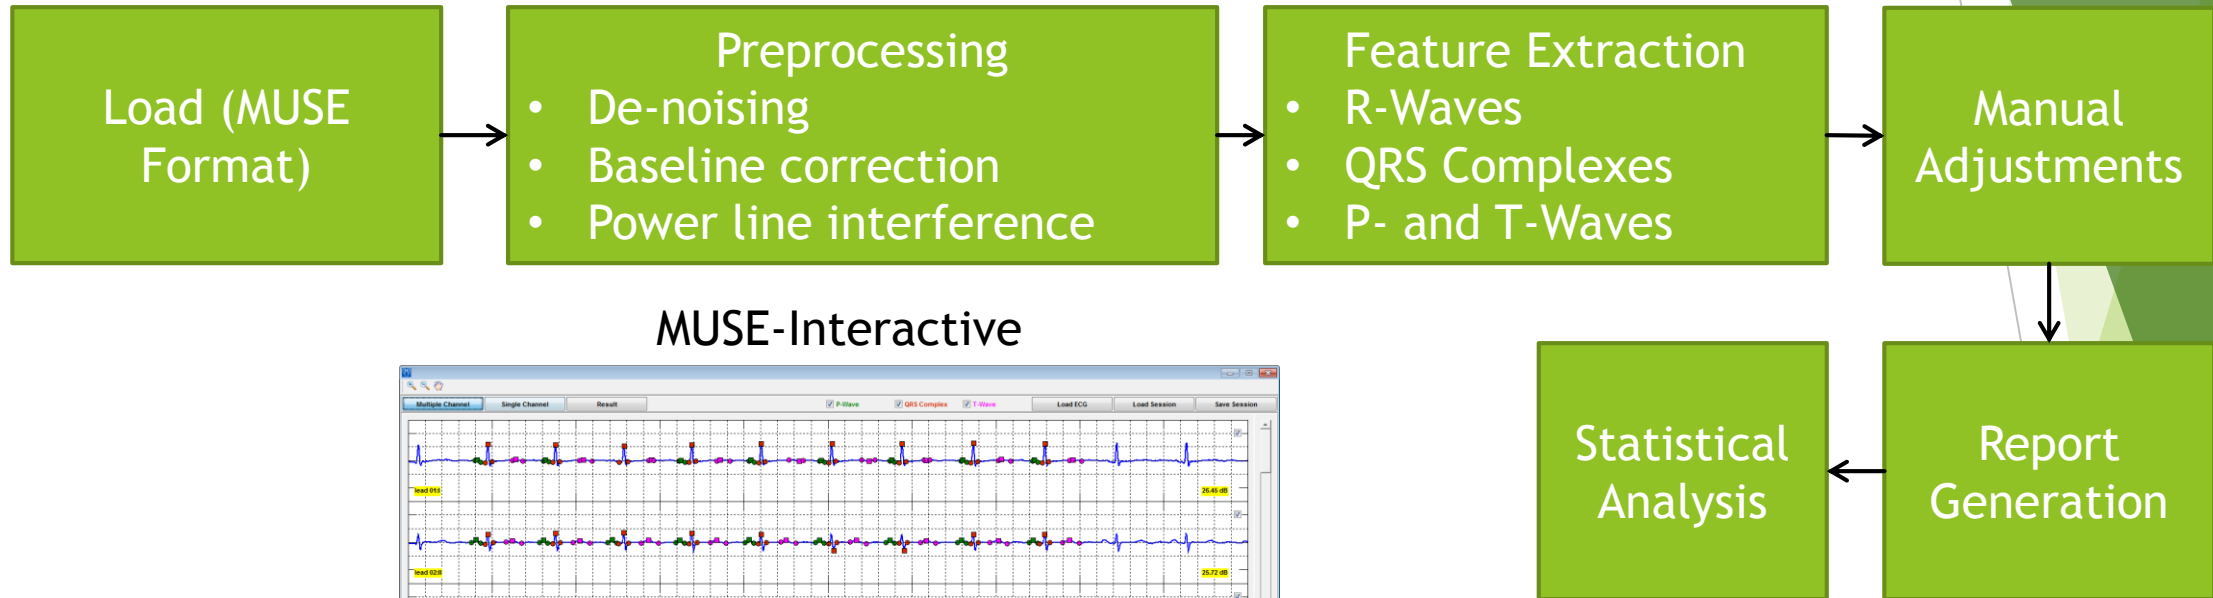 Load (MUSE
Format)
Preprocessing
• De-noising
• Baseline correction
• Power line interference
Feature Extraction
• R-Waves
• QRS Complexes
• P- and T-Waves
Manual
Adjustments
MUSE-Interactive
Multiple Channel Single Channel Result P-Wave QRS Complex T-Wave Load ECG Load Session Save Session
lead 01:I 26.45 dB
lead 02:II 25.72 dB
Statistical
Analysis
Report
Generation